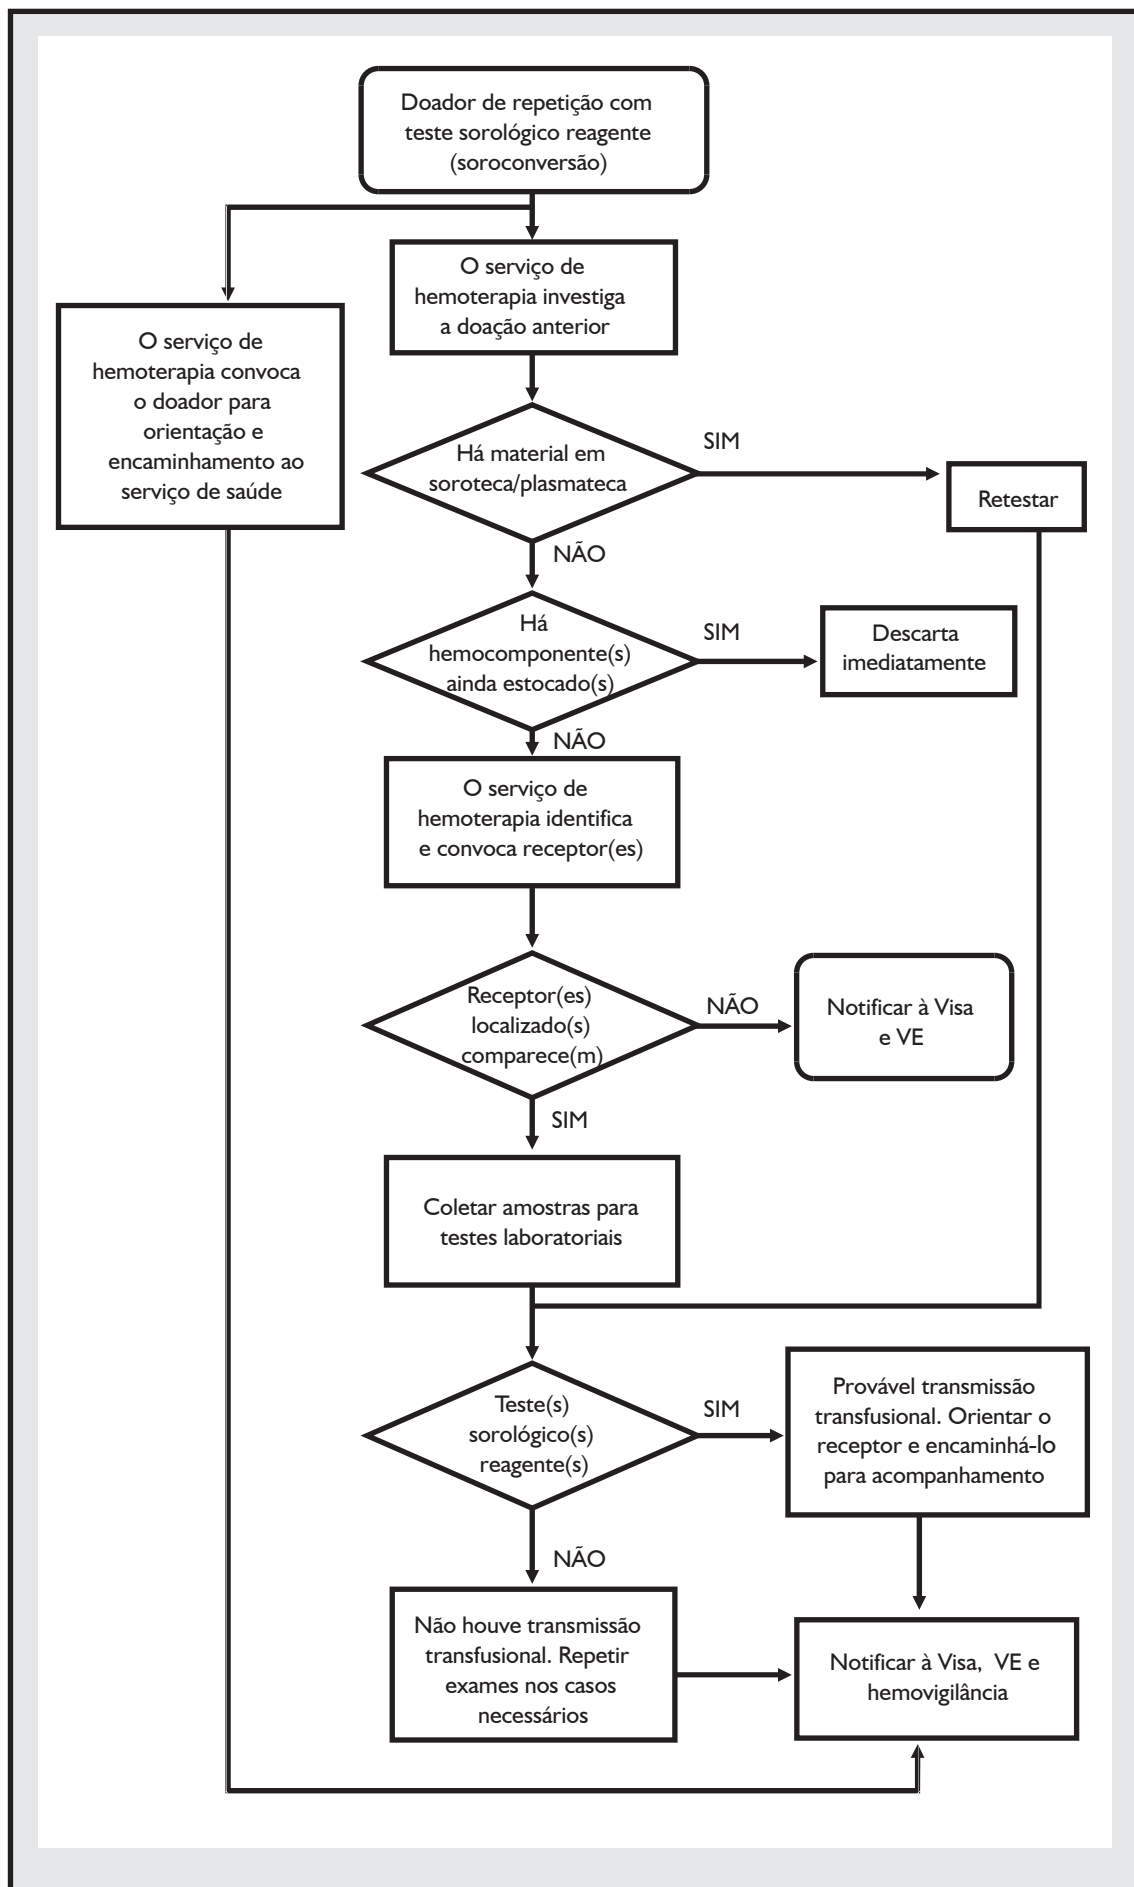 Doador de repetição com
teste sorológico reagente
(soroconversão)
O serviço de
hemoterapia investiga
a doação anterior
O serviço de
hemoterapia convoca
o doador para
orientação e
encaminhamento ao
serviço de saúde
Há material em
soroteca/plasmateca
SIM
Retestar
NÃO
Há
hemocomponente(s)
ainda estocado(s)
SIM
Descarta
imediatamente
NÃO
O serviço de
hemoterapia identifica
e convoca receptor(es)
Receptor(es)
localizado(s)
comparece(m)
NÃO
Notificar à Visa
e VE
SIM
Coletar amostras para
testes laboratoriais
Teste(s)
sorológico(s)
reagente(s)
SIM
Provável transmissão
transfusional. Orientar o
receptor e encaminhá-lo
para acompanhamento
NÃO
Não houve transmissão
transfusional. Repetir
exames nos casos
necessários
Notificar à Visa, VE e
hemovigilância